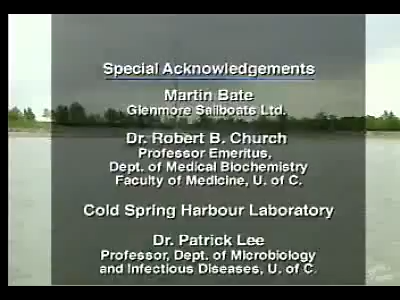 Special Acknowledgements
Martin Bate
Glenmore Sailboats Ltd.
Dr. Robert B. Church
Professor Emeritus,
Dept. of Medical Biochemistry
Faculty of Medicine, U. of C.
Cold Spring Harbour Laboratory
Dr. Patrick Lee
Professor, Dept. of Microbiology
and Infectious Diseases, U. of C.